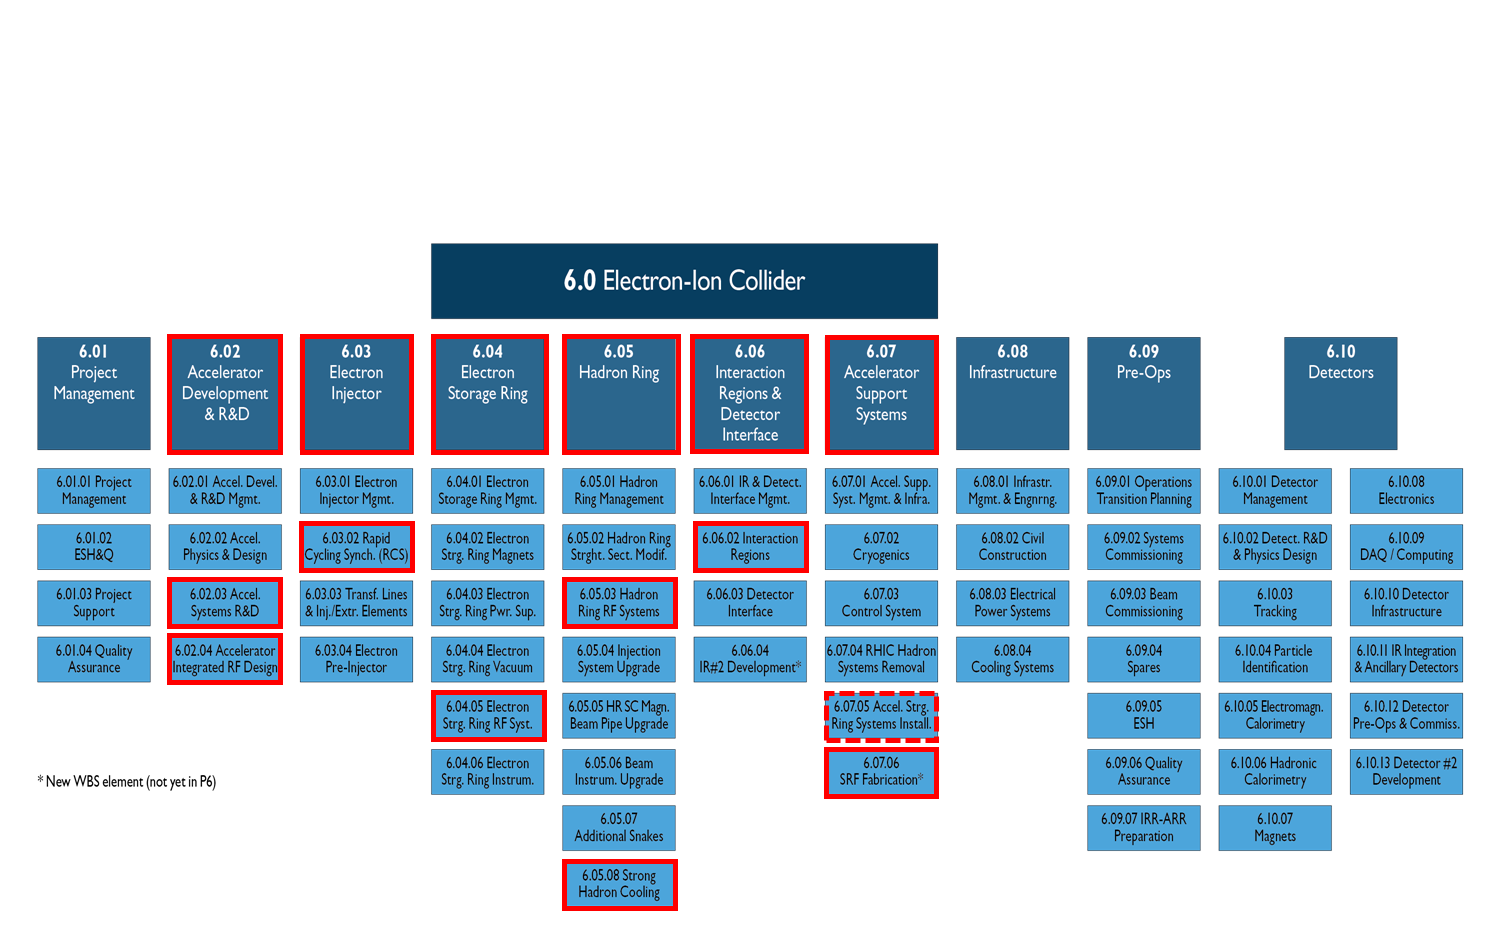 6.0 Electron-Ion Collider
6.01
Project
Management
6.02
Accelerator
Development
& R&D
6.03
Electron
Injector
6.04
Electron
Storage Ring
6.05
Hadron Ring
6.06
Interaction
Regions &
Detector
Interface
6.07
Accelerator
Support
Systems
6.08
Infrastructure
6.09
Pre-Ops
6.10
Detectors
6.01.01 Project
Management
6.01.02
ESH&Q
6.01.03 Project
Support
6.01.04 Quality
Assurance
6.02.01 Accel. Devel.
& R&D Mgmt.
6.02.02 Accel.
Physics & Design
6.02.03 Accel.
Systems R&D
6.02.04 Accelerator
Integrated RF Design
6.03.01 Electron
Injector Mgmt.
6.03.02 Rapid
Cycling Synch. (RCS)
6.03.03 Transf. Lines
& Inj./Extr. Elements
6.03.04 Electron
Pre-Injector
6.04.01 Electron
Storage Ring Mgmt.
6.04.02 Electron
Strg. Ring Magnets
6.04.03 Electron
Strg. Ring Pwr. Sup.
6.04.04 Electron
Strg. Ring Vacuum
6.04.05 Electron
Strg. Ring RF Syst.
6.04.06 Electron
Strg. Ring Instrum.
6.05.01 Hadron
Ring Management
6.05.02 Hadron Ring
Strght. Sect. Modif.
6.05.03 Hadron
Ring RF Systems
6.05.04 Injection
System Upgrade
6.05.05 HR SC Magn.
Beam Pipe Upgrade
6.05.06 Beam
Instrum. Upgrade
6.05.07
Additional Snakes
6.05.08 Strong
Hadron Cooling
6.06.01 IR & Detect.
Interface Mgmt.
6.06.02 Interaction
Regions
6.06.03 Detector
Interface
6.06.04
IR#2 Development*
6.07.01 Accel. Supp.
Syst. Mgmt. & Infra.
6.07.02
Cryogenics
6.07.03
Control System
6.07.04 RHIC Hadron
Systems Removal
6.07.05 Accel. Strg.
Ring Systems Install.
6.07.06
SRF Fabrication*
6.08.01 Infrastr.
Mgmt. & Engnrng.
6.08.02 Civil
Construction
6.08.03 Electrical
Power Systems
6.08.04
Cooling Systems
6.09.01 Operations
Transition Planning
6.09.02 Systems
Commissioning
6.09.03 Beam
Commissioning
6.09.04
Spares
6.09.05
ESH
6.09.06 Quality
Assurance
6.09.07 IRR-ARR
Preparation
6.10.01 Detector
Management
6.10.02 Detect. R&D
& Physics Design
6.10.03
Tracking
6.10.04 Particle
Identification
6.10.05 Electromagn.
Calorimetry
6.10.06 Hadronic
Calorimetry
6.10.07
Magnets
6.10.08
Electronics
6.10.09
DAQ / Computing
6.10.10 Detector
Infrastructure
6.10.11 IR Integration
& Ancillary Detectors
6.10.12 Detector
Pre-Ops & Commiss.
6.10.13 Detector #2
Development
* New WBS element (not yet in P6)